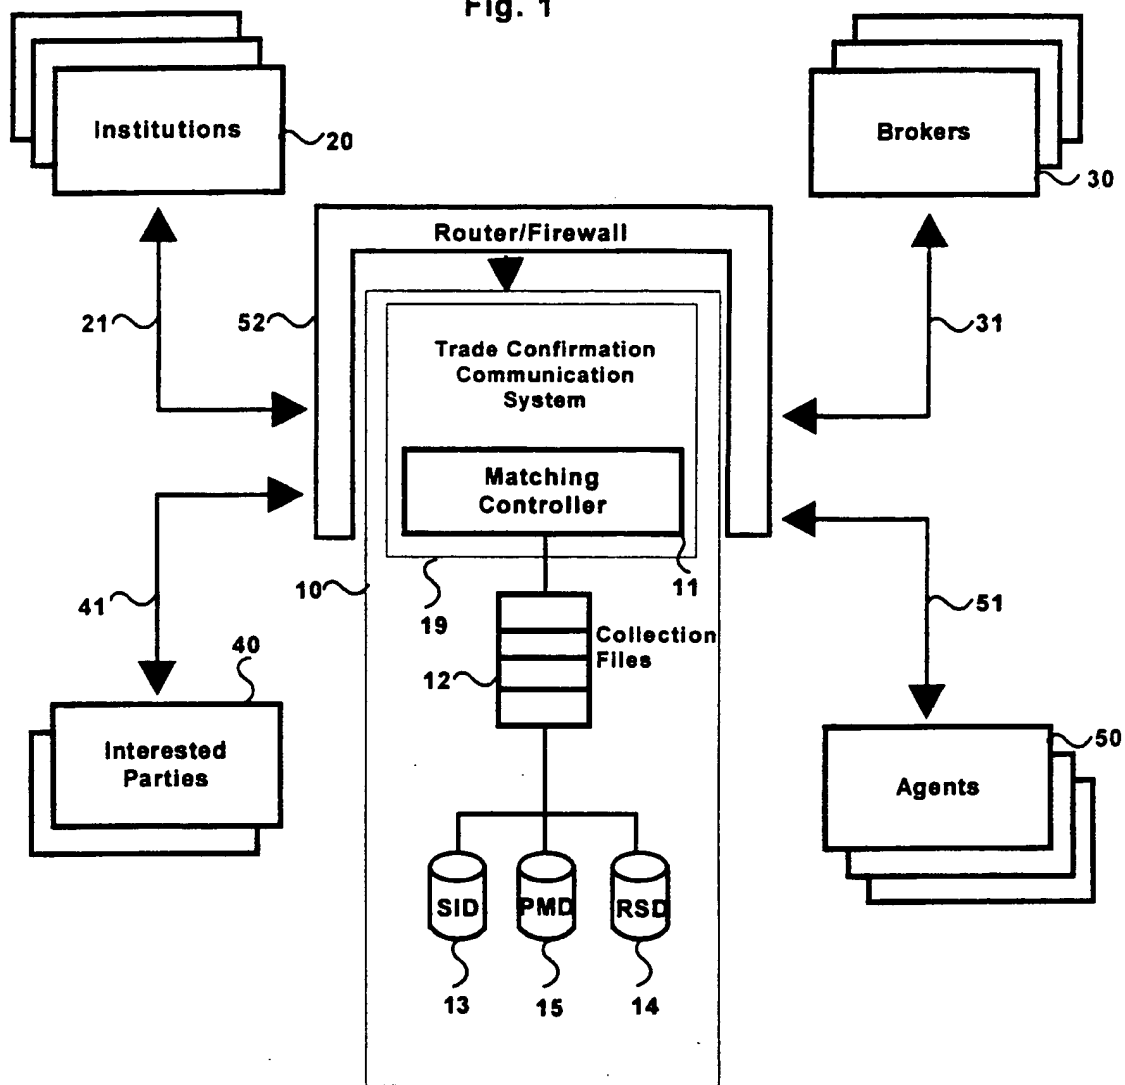 Fig. 1
Institutions
20
Brokers
30
Router/Firewall
21
52
31
Trade Confirmation
Communication
System
Matching
Controller
10
19
11
41
51
Collection
Files
12
40
50
Interested
Parties
Agents
SID
PMD
RSD
13
15
14